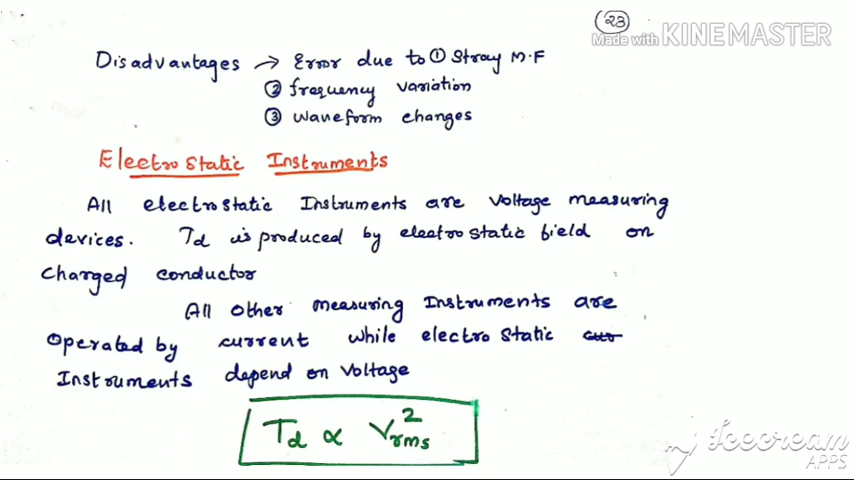 23
Made with KINEMASTER
Disadvantages → Error due to ① Stray M.F
② frequency variation
③ waveform changes
Electrostatic Instruments
All electrostatic Instruments are voltage measuring
devices. Td is produced by electrostatic field on
charged conductor
All other measuring Instruments are
operated by current while electrostatic
Instruments depend on voltage
Td ∝ V²rms
Icecream
APPS